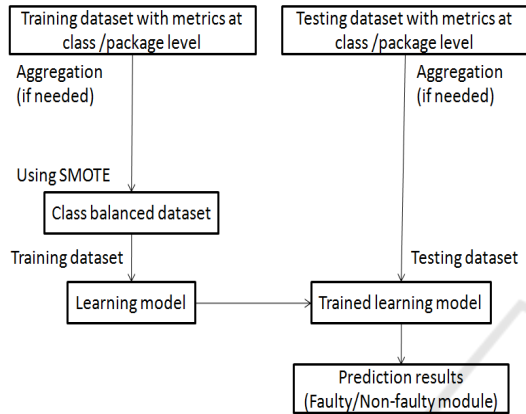 Training dataset with metrics at
class /package level
Testing dataset with metrics at
class/package level
Aggregation
(if needed)
Aggregation
(if needed)
Using SMOTE
Class balanced dataset
Training dataset
Testing dataset
Learning model
Trained learning model
Prediction results
(Faulty/Non-faulty module)